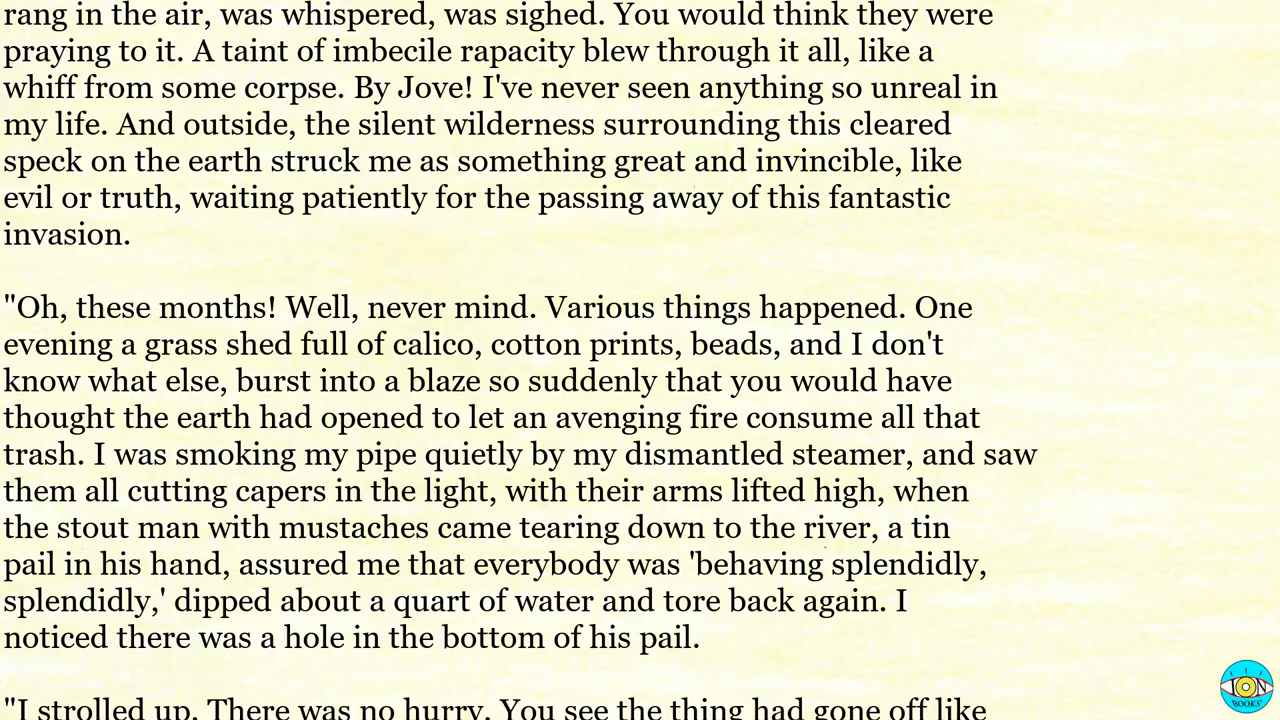 rang in the air, was whispered, was sighed. You would think they were
praying to it. A taint of imbecile rapacity blew through it all, like a
whiff from some corpse. By Jove! I've never seen anything so unreal in
my life. And outside, the silent wilderness surrounding this cleared
speck on the earth struck me as something great and invincible, like
evil or truth, waiting patiently for the passing away of this fantastic
invasion.
"Oh, these months! Well, never mind. Various things happened. One
evening a grass shed full of calico, cotton prints, beads, and I don't
know what else, burst into a blaze so suddenly that you would have
thought the earth had opened to let an avenging fire consume all that
trash. I was smoking my pipe quietly by my dismantled steamer, and saw
them all cutting capers in the light, with their arms lifted high, when
the stout man with mustaches came tearing down to the river, a tin
pail in his hand, assured me that everybody was 'behaving splendidly,
splendidly,' dipped about a quart of water and tore back again. I
noticed there was a hole in the bottom of his pail.
"I strolled up. There was no hurry. You see the thing had gone off like
ION
BOOKS